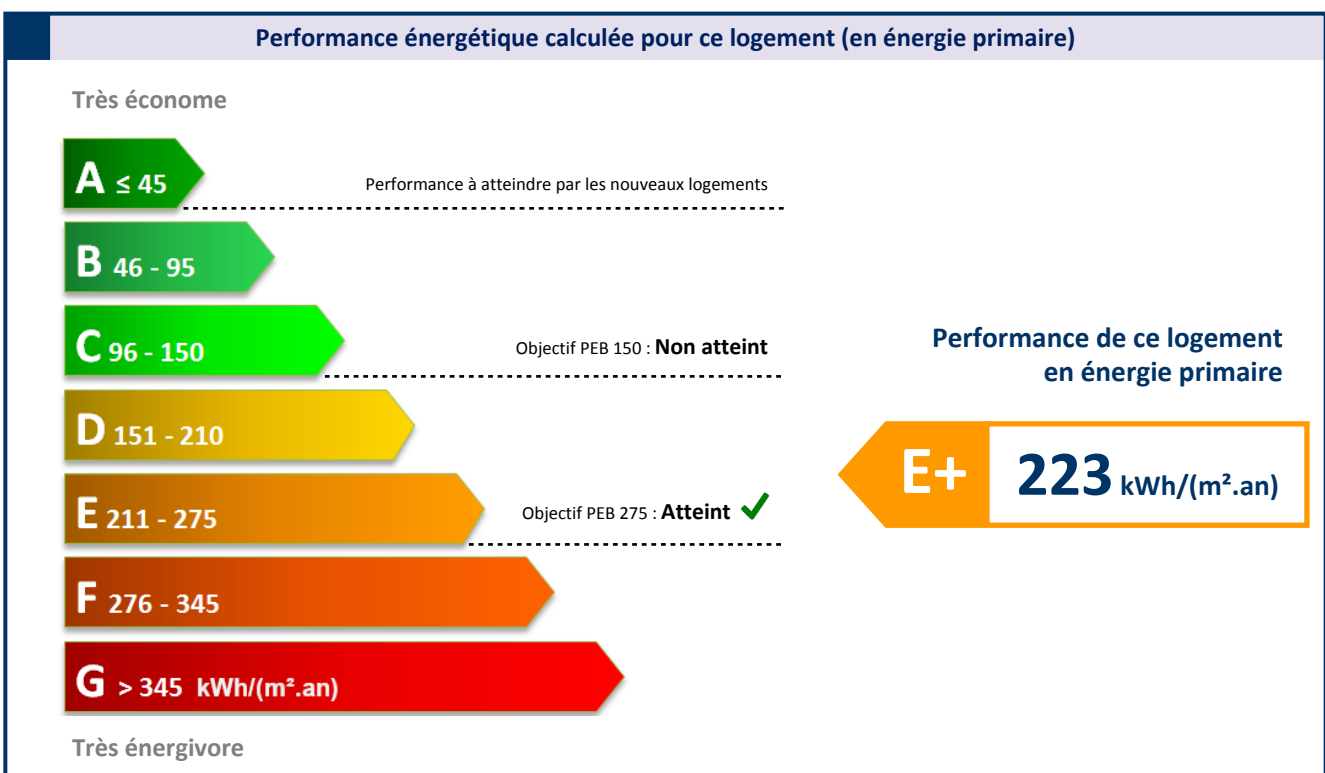 Performance énergétique calculée pour ce logement (en énergie primaire)
Très économe
A ≤ 45
Performance à atteindre par les nouveaux logements
B 46 - 95
C 96 - 150
Objectif PEB 150 : Non atteint
Performance de ce logement
en énergie primaire
D 151 - 210
E+ 223 kWh/(m².an)
E 211 - 275
Objectif PEB 275 : Atteint ✓
F 276 - 345
G > 345 kWh/(m².an)
Très énergivore